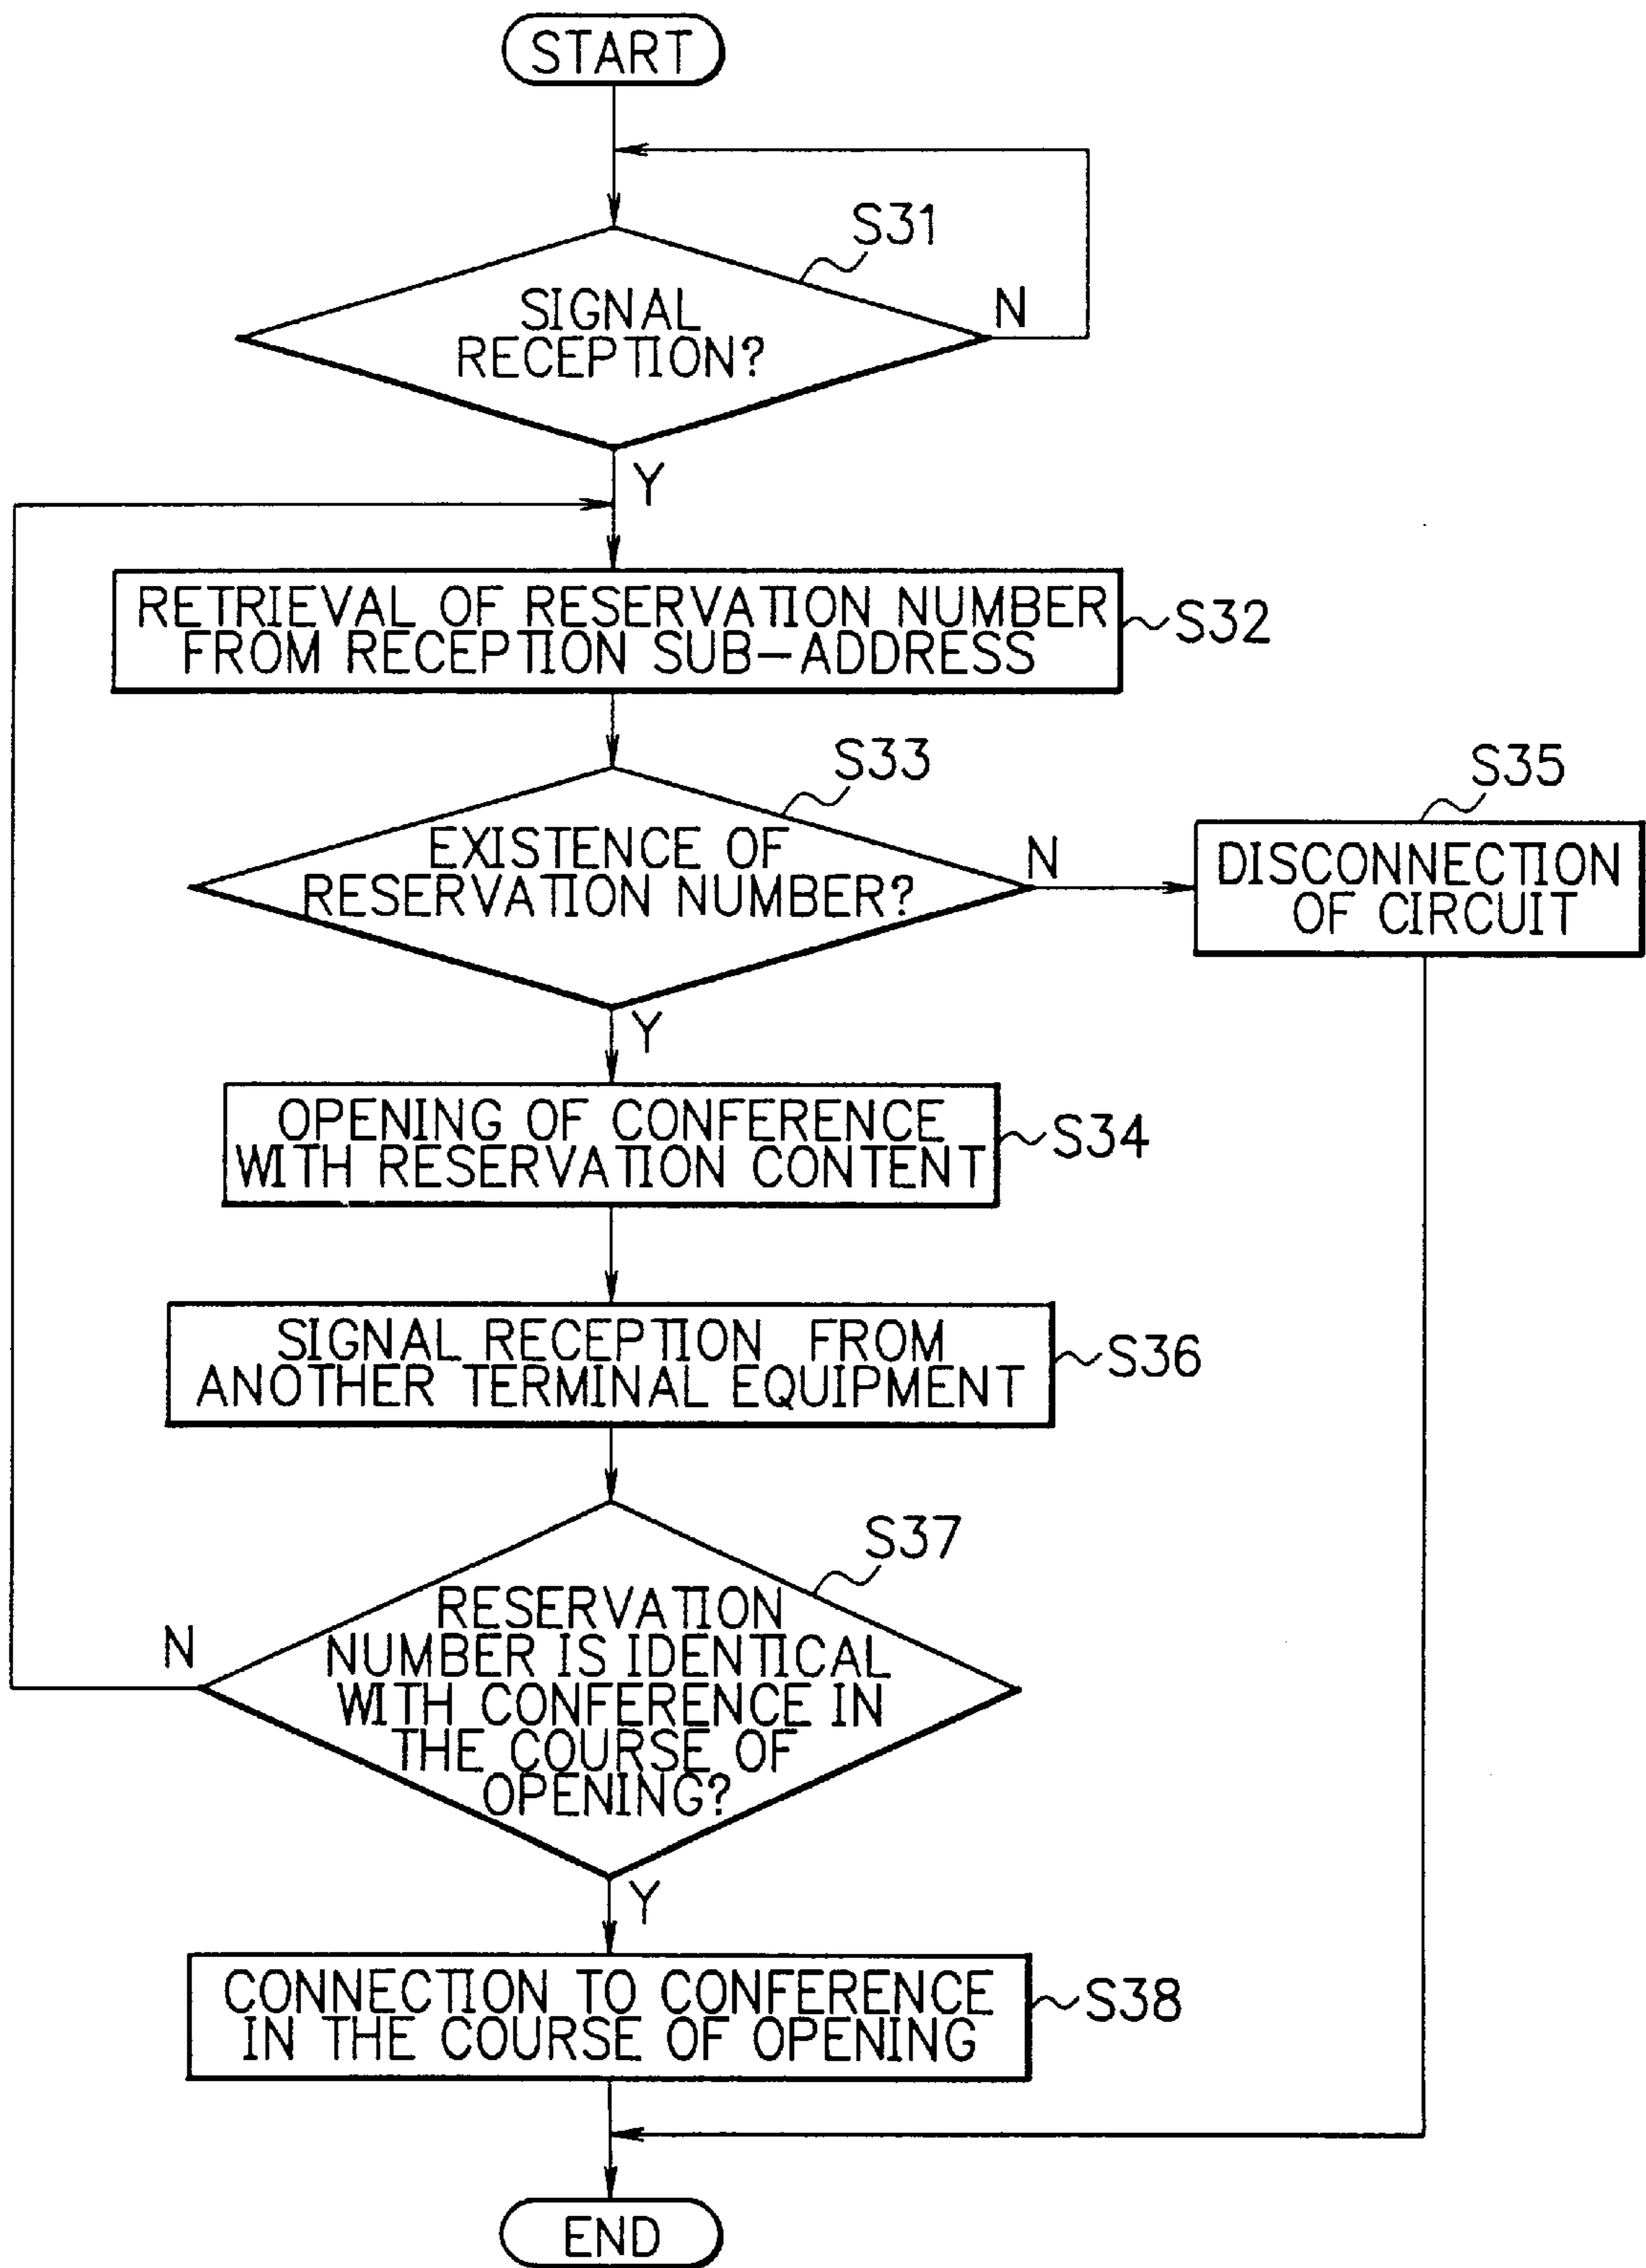 START
S31
SIGNAL
RECEPTION?
N
Y
RETRIEVAL OF RESERVATION NUMBER
FROM RECEPTION SUB-ADDRESS
S32
S33
EXISTENCE OF
RESERVATION NUMBER?
N
S35
DISCONNECTION
OF CIRCUIT
Y
OPENING OF CONFERENCE
WITH RESERVATION CONTENT
S34
SIGNAL RECEPTION FROM
ANOTHER TERMINAL EQUIPMENT
S36
S37
RESERVATION
NUMBER IS IDENTICAL
WITH CONFERENCE IN
THE COURSE OF
OPENING?
N
Y
CONNECTION TO CONFERENCE
IN THE COURSE OF OPENING
S38
END